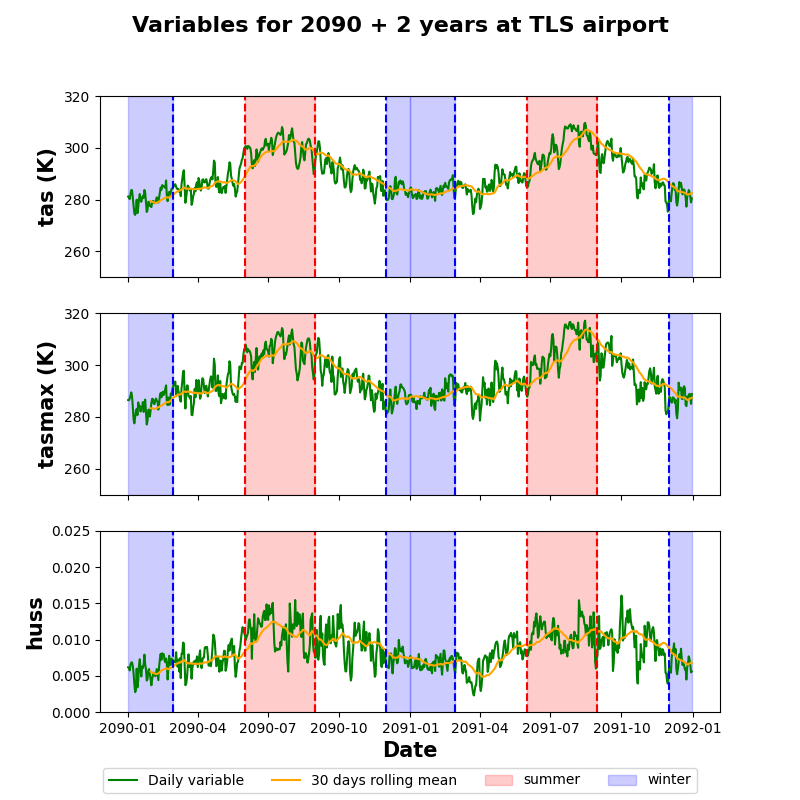 Variables for 2090 + 2 years at TLS airport
320
300
280
260
tas (K)
320
300
280
260
tasmax (K)
0.025
0.020
0.015
0.010
0.005
0.000
huss
2090-01 2090-04 2090-07 2090-10 2091-01 2091-04 2091-07 2091-10 2092-01
Date
Daily variable 30 days rolling mean summer winter